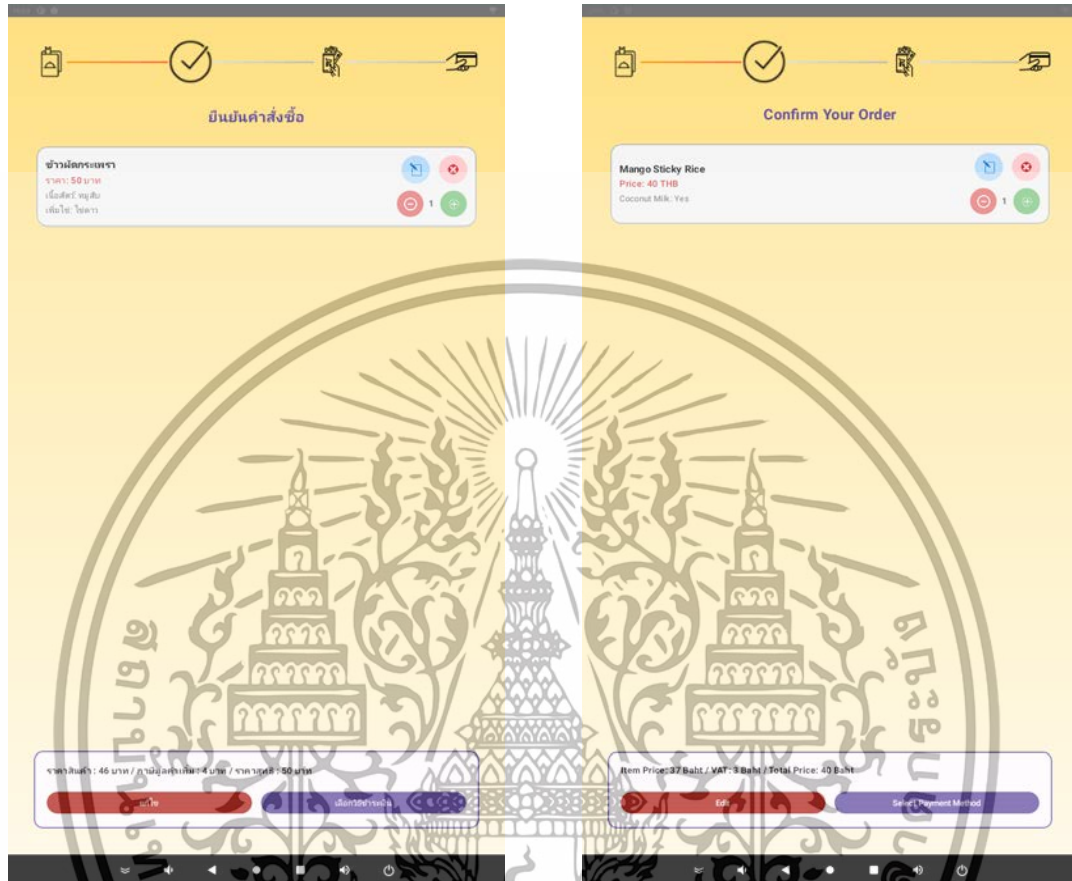 ยืนยันคำสั่งซื้อ
ข้าวผัดกระเพรา
ราคา: 50 บาท
เนื้อสัตว์: หมูสับ
เพิ่มไข่: ไข่ดาว
1
ราคาสินค้า : 46 บาท / ภาษีมูลค่าเพิ่ม : 4 บาท / ราคาสุทธิ : 50 บาท
แก้ไข
เลือกวิธีชำระเงิน
Confirm Your Order
Mango Sticky Rice
Price: 40 THB
Coconut Milk: Yes
1
Item Price: 37 Baht / VAT: 3 Baht / Total Price: 40 Baht
Edit
Select Payment Method